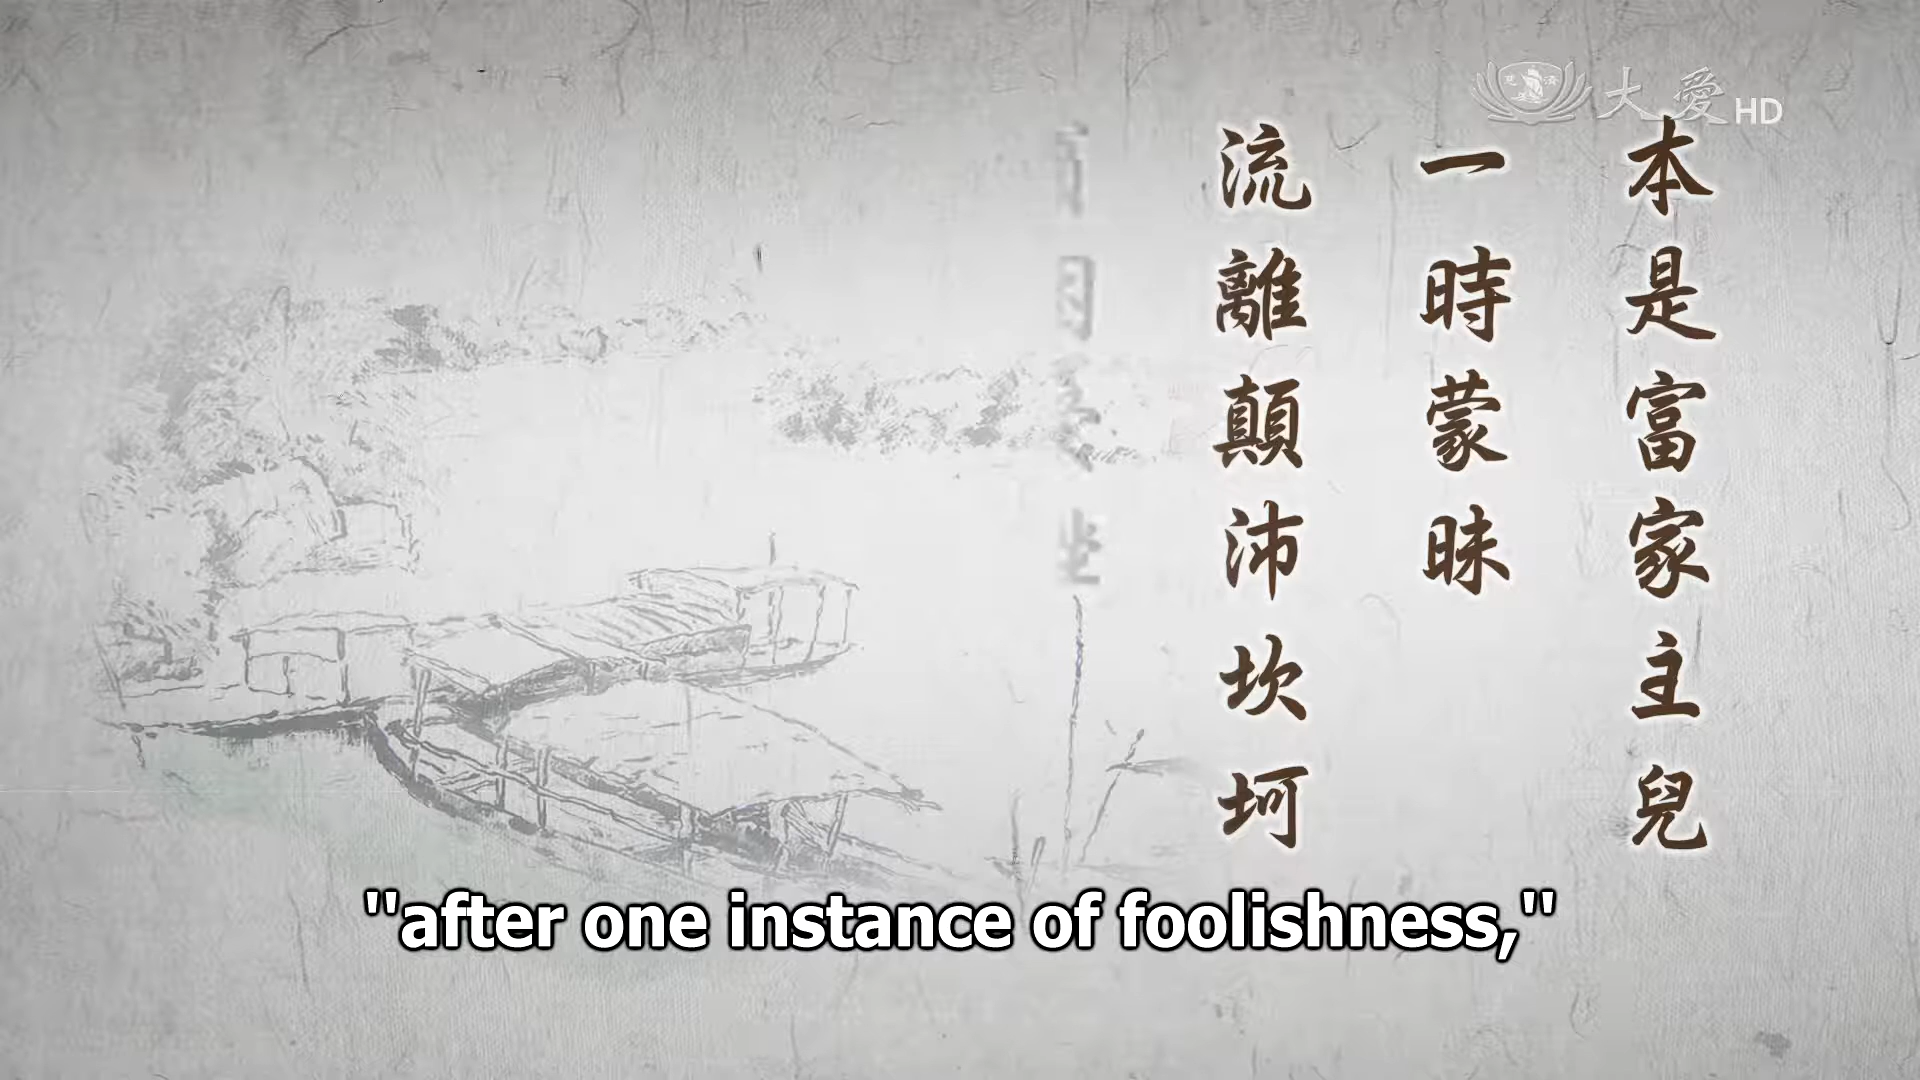 大愛HD
本是富家主兒
一時蒙昧
流離顛沛坎坷
"after one instance of foolishness,"